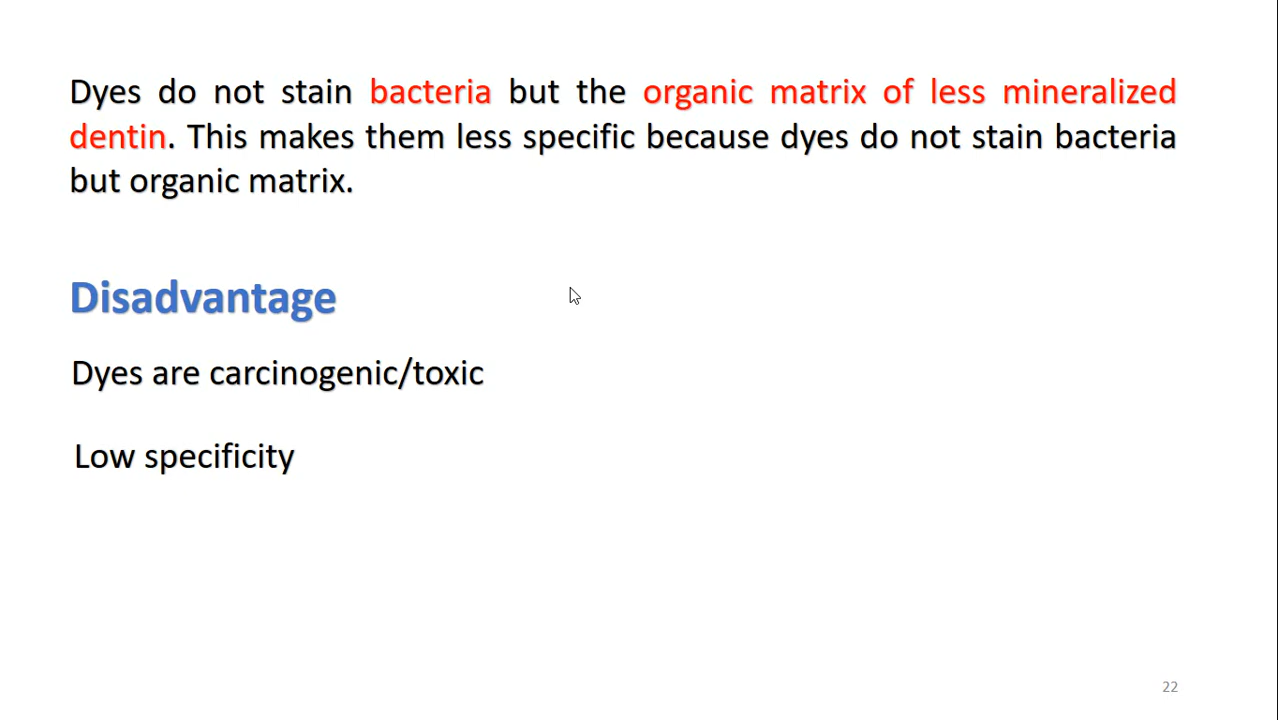 Dyes do not stain bacteria but the organic matrix of less mineralized
dentin. This makes them less specific because dyes do not stain bacteria
but organic matrix.
Disadvantage
Dyes are carcinogenic/toxic
Low specificity
22